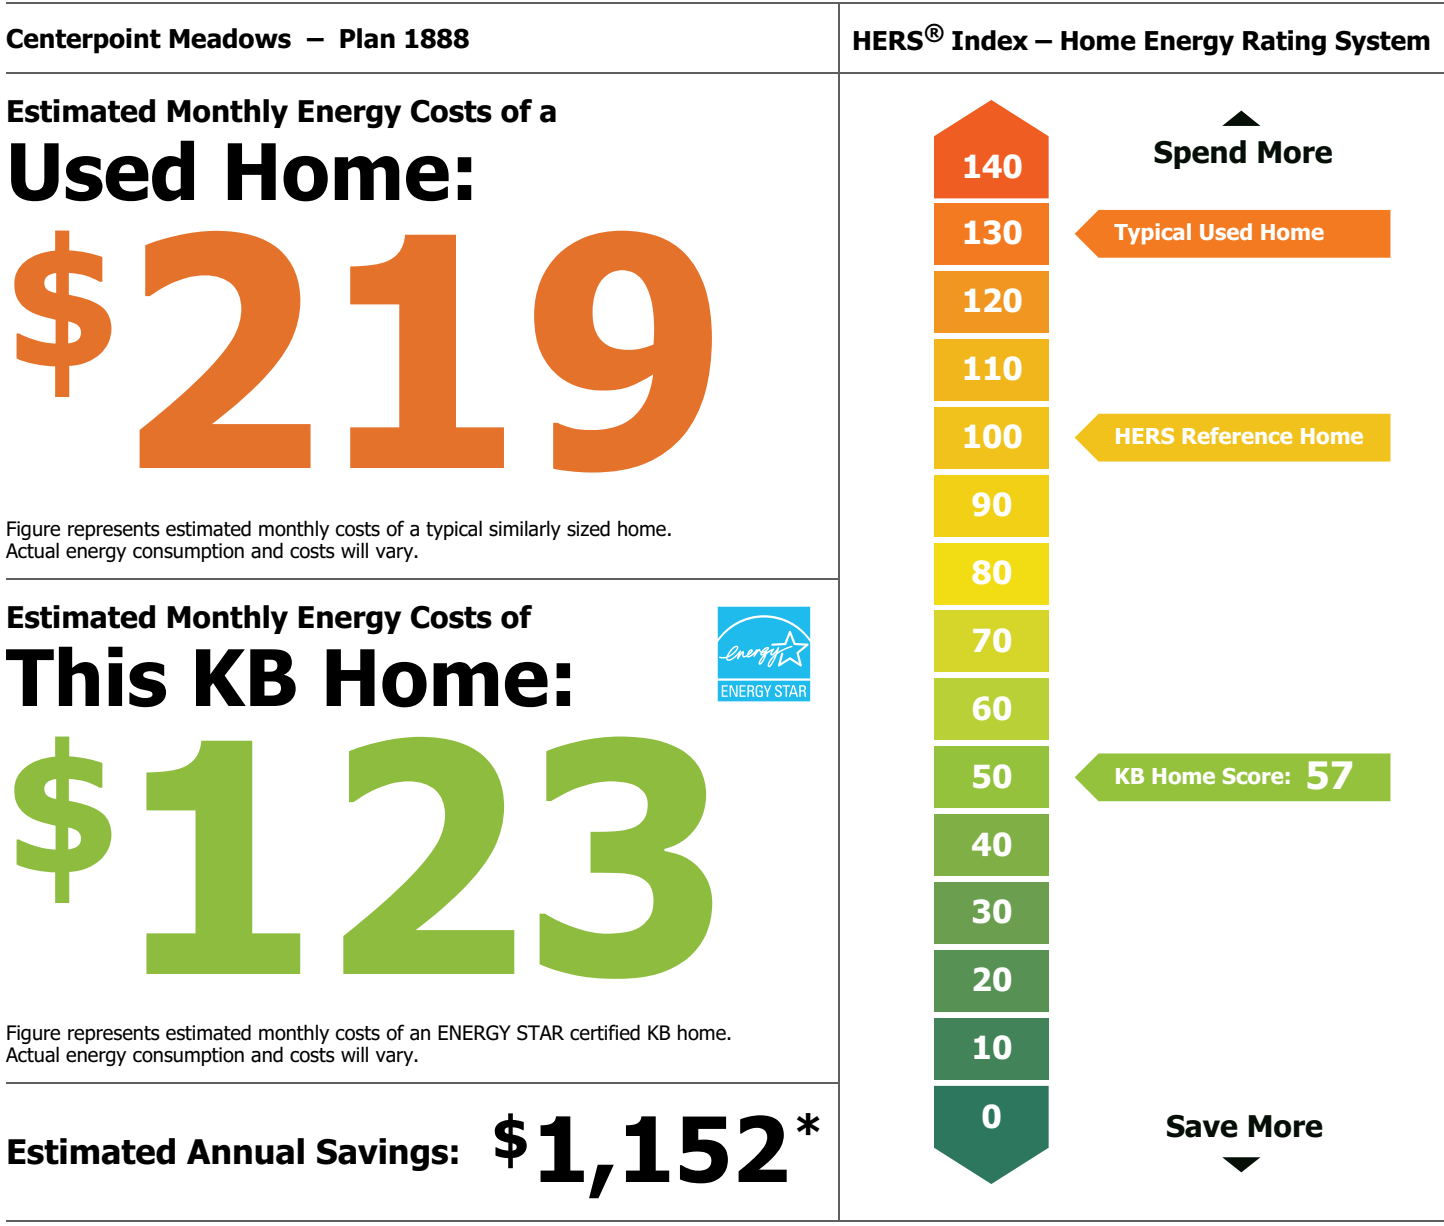 Centerpoint Meadows – Plan 1888
Estimated Monthly Energy Costs of a
Used Home:
$219
Figure represents estimated monthly costs of a typical similarly sized home.
Actual energy consumption and costs will vary.
Estimated Monthly Energy Costs of
This KB Home:
energy
ENERGY STAR
$123
Figure represents estimated monthly costs of an ENERGY STAR certified KB home.
Actual energy consumption and costs will vary.
Estimated Annual Savings: $1,152*
HERS® Index – Home Energy Rating System
Spend More
140
130 Typical Used Home
120
110
100 HERS Reference Home
90
80
70
60
50 KB Home Score: 57
40
30
20
10
0
Save More